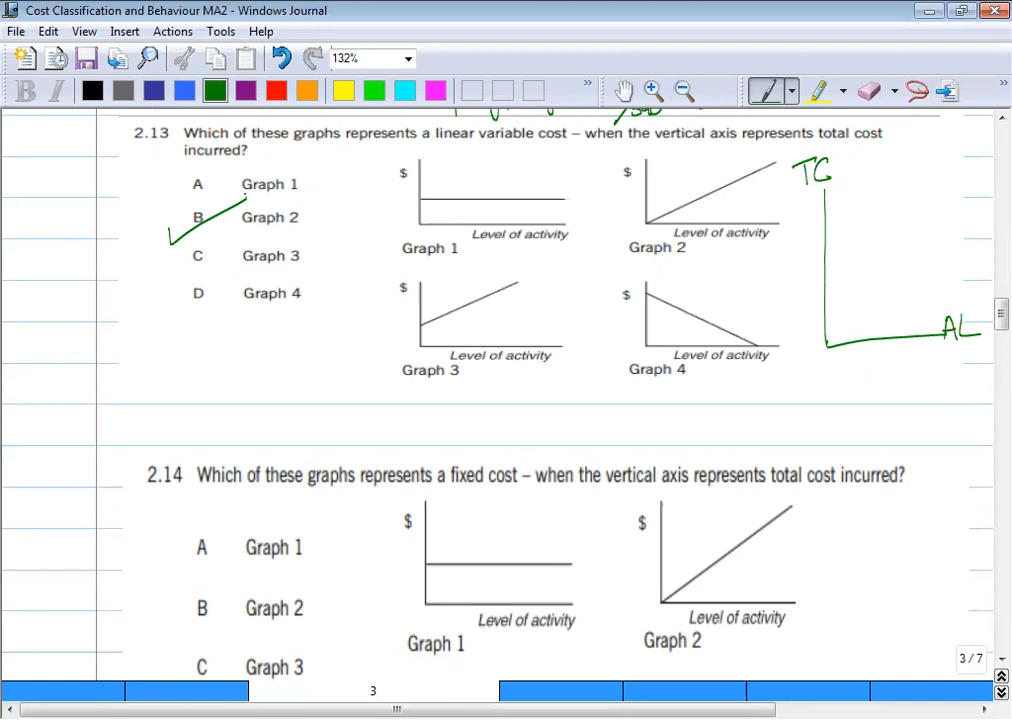 Cost Classification and Behaviour MA2 - Windows Journal
File Edit View Insert Actions Tools Help
132%
B I
2.13 Which of these graphs represents a linear variable cost – when the vertical axis represents total cost
incurred?
A Graph 1
B Graph 2
C Graph 3
D Graph 4
$
Level of activity
Graph 1
$
Level of activity
Graph 2
$
Level of activity
Graph 3
$
Level of activity
Graph 4
TC
AL
2.14 Which of these graphs represents a fixed cost – when the vertical axis represents total cost incurred?
A Graph 1
B Graph 2
C Graph 3
$
Level of activity
Graph 1
$
Level of activity
Graph 2
3 / 7
3